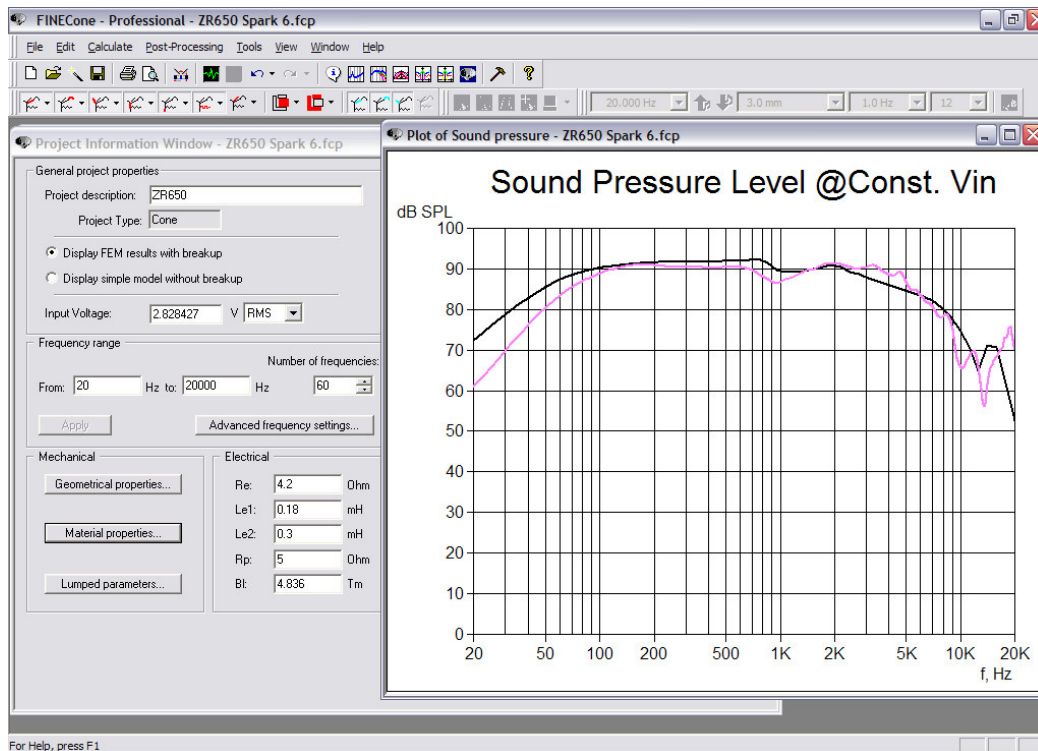 FINECone - Professional - ZR650 Spark 6.fcp
File Edit Calculate Post-Processing Tools View Window Help
20.000 Hz 3.0 mm 1.0 Hz 12
Project Information Window - ZR650 Spark 6.fcp
General project properties
Project description: ZR650
Project Type: Cone
Display FEM results with breakup
Display simple model without breakup
Input Voltage: 2.828427 V RMS
Frequency range
Number of frequencies:
From: 20 Hz to: 20000 Hz 60
Apply Advanced frequency settings...
Mechanical
Geometrical properties...
Material properties...
Lumped parameters...
Electrical
Re: 4.2 Ohm
Le1: 0.18 mH
Le2: 0.3 mH
Rp: 5 Ohm
Bl: 4.836 Tm
Plot of Sound pressure - ZR650 Spark 6.fcp
Sound Pressure Level @Const. Vin
dB SPL
100
90
80
70
60
50
40
30
20
10
0
20 50 100 200 500 1K 2K 5K 10K 20K
f, Hz
For Help, press F1